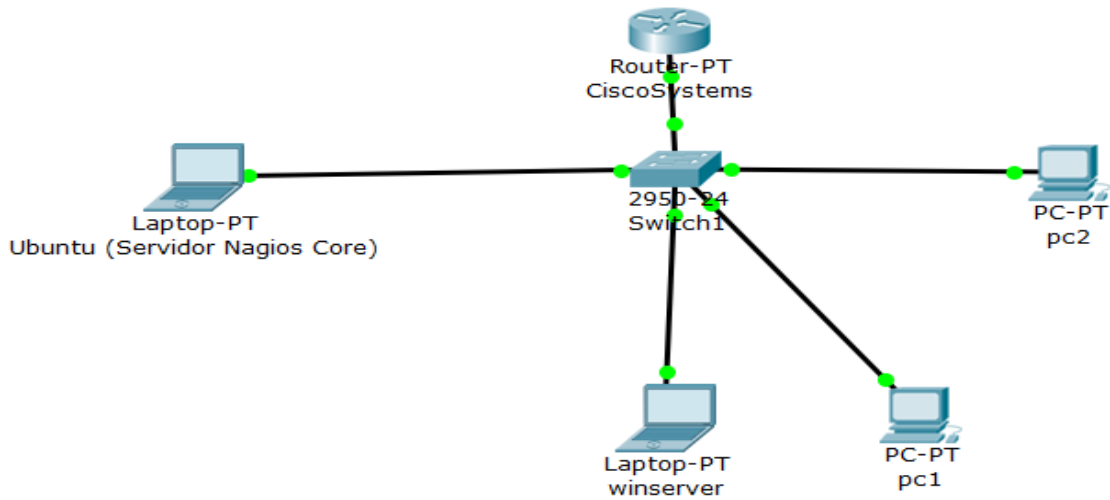 Router-PT
CiscoSystems
Laptop-PT
Ubuntu (Servidor Nagios Core)
2950-24
Switch1
PC-PT
pc2
Laptop-PT
winserver
PC-PT
pc1